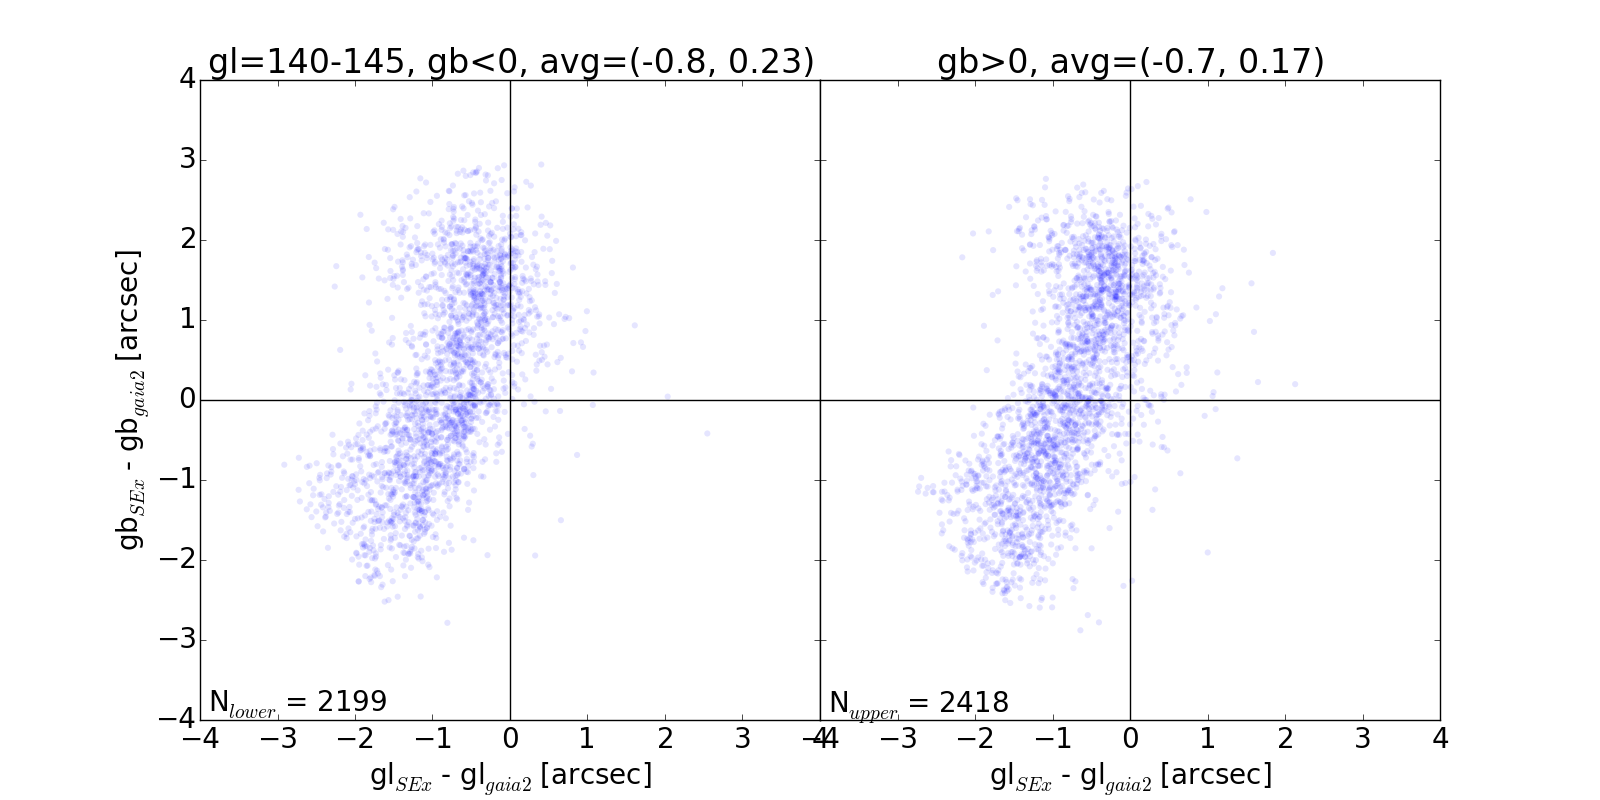 gl=140-145, gb<0, avg=(-0.8, 0.23)
gb>0, avg=(-0.7, 0.17)
4
3
2
1
0
−1
−2
−3
−4
gb_SEx - gb_gaia2 [arcsec]
N_lower = 2199
N_upper = 2418
−4 −3 −2 −1 0 1 2 3 4
−4 −3 −2 −1 0 1 2 3 4
gl_SEx - gl_gaia2 [arcsec]
gl_SEx - gl_gaia2 [arcsec]